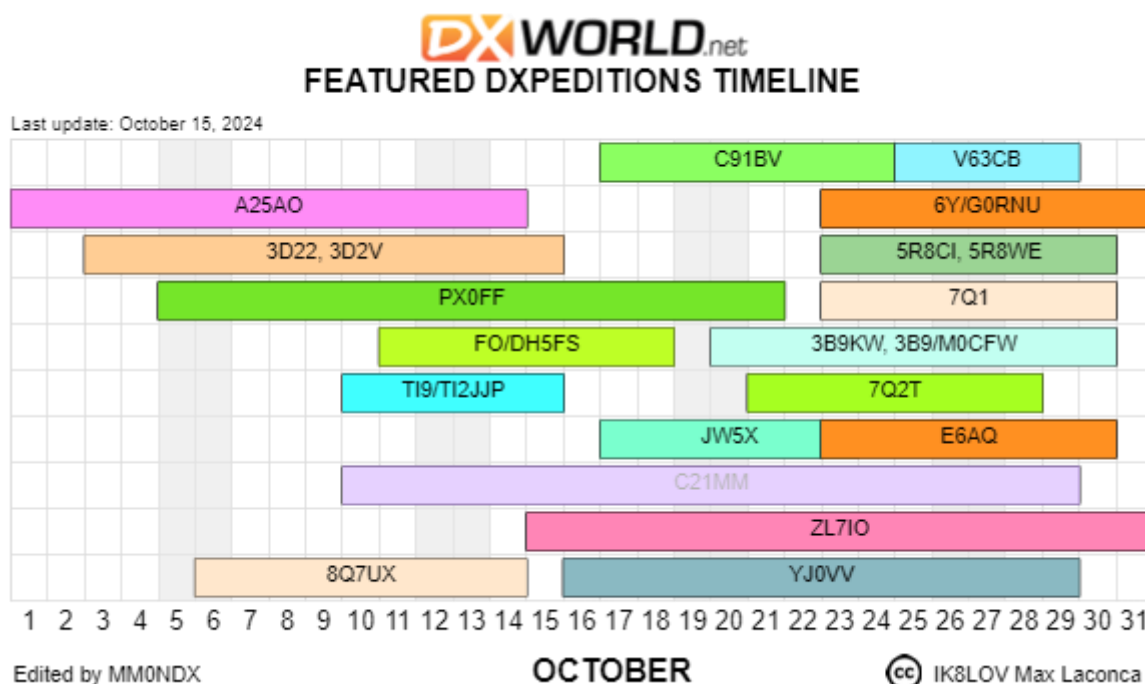 DX WORLD.net
FEATURED DXPEDITIONS TIMELINE
Last update: October 15, 2024
C91BV V63CB
A25AO 6Y/G0RNU
3D22, 3D2V 5R8CI, 5R8WE
PX0FF 7Q1
FO/DH5FS 3B9KW, 3B9/M0CFW
TI9/TI2JJP 7Q2T
JW5X E6AQ
C21MM
ZL7IO
8Q7UX YJ0VV
1 2 3 4 5 6 7 8 9 10 11 12 13 14 15 16 17 18 19 20 21 22 23 24 25 26 27 28 29 30 31
Edited by MM0NDX OCTOBER cc IK8LOV Max Laconca